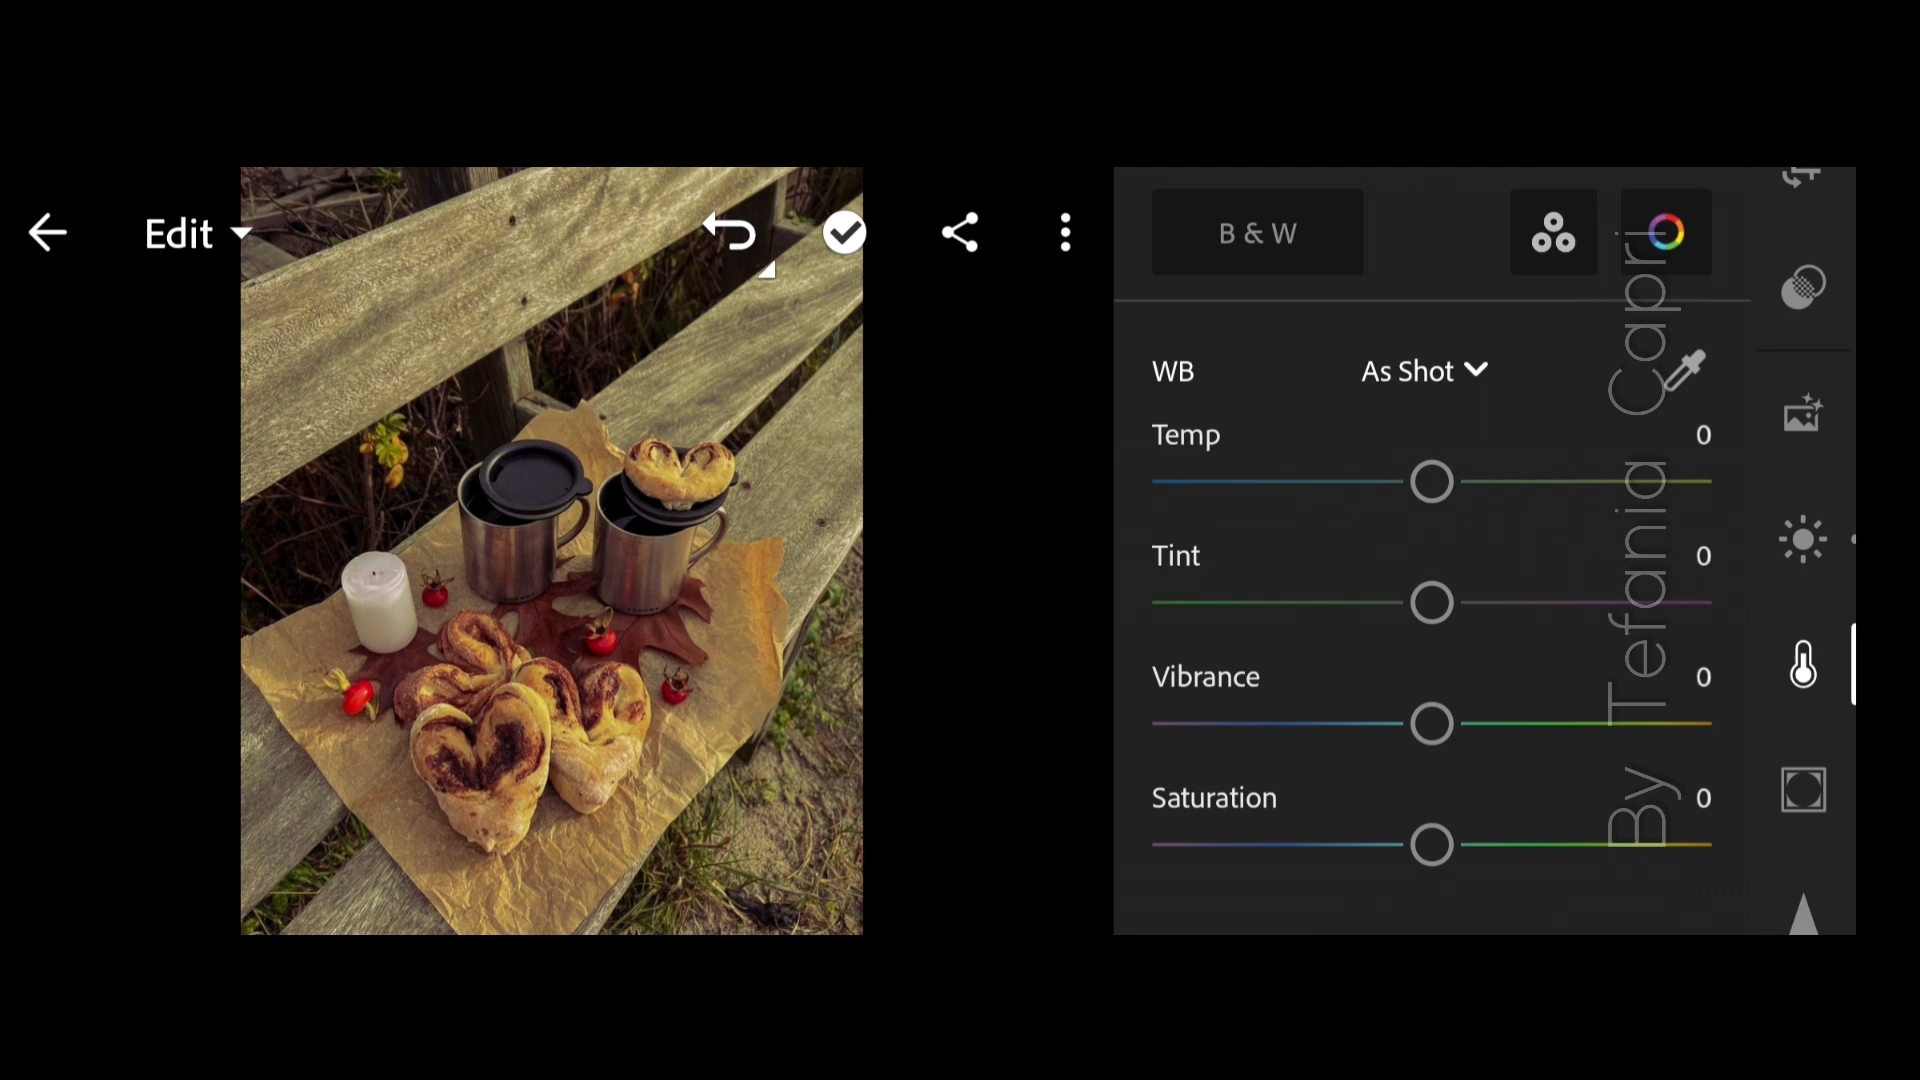 Edit
B & W
WB As Shot
Temp 0
Tint 0
Vibrance 0
Saturation 0
By Tefania Capri